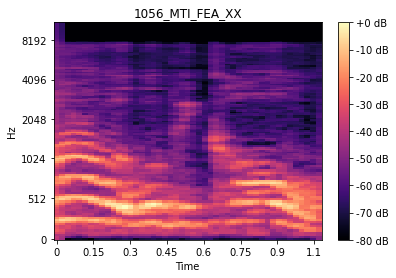 1056_MTI_FEA_XX
8192
4096
2048
1024
512
0
Hz
0 0.15 0.3 0.45 0.6 0.75 0.9 1.1
Time
+0 dB
-10 dB
-20 dB
-30 dB
-40 dB
-50 dB
-60 dB
-70 dB
-80 dB